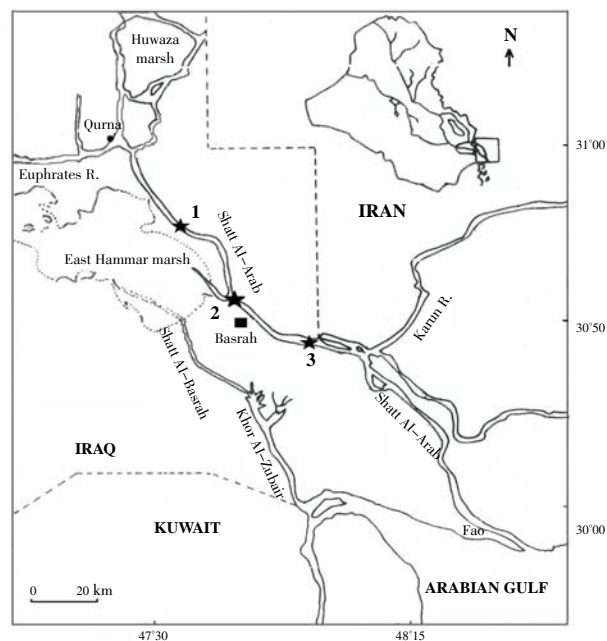 Huwaza
marsh
N
Qurna
31°00
Euphrates R.
IRAN
1
Shatt Al-Arab
East Hammar marsh
2
Basrah
3
Karun R.
30°50
Shatt Al-Basrah
Shatt Al-Arab
Khor Al-Zubair
IRAQ
KUWAIT
Fao
30°00
ARABIAN GULF
0 20 km
47°30
48°15